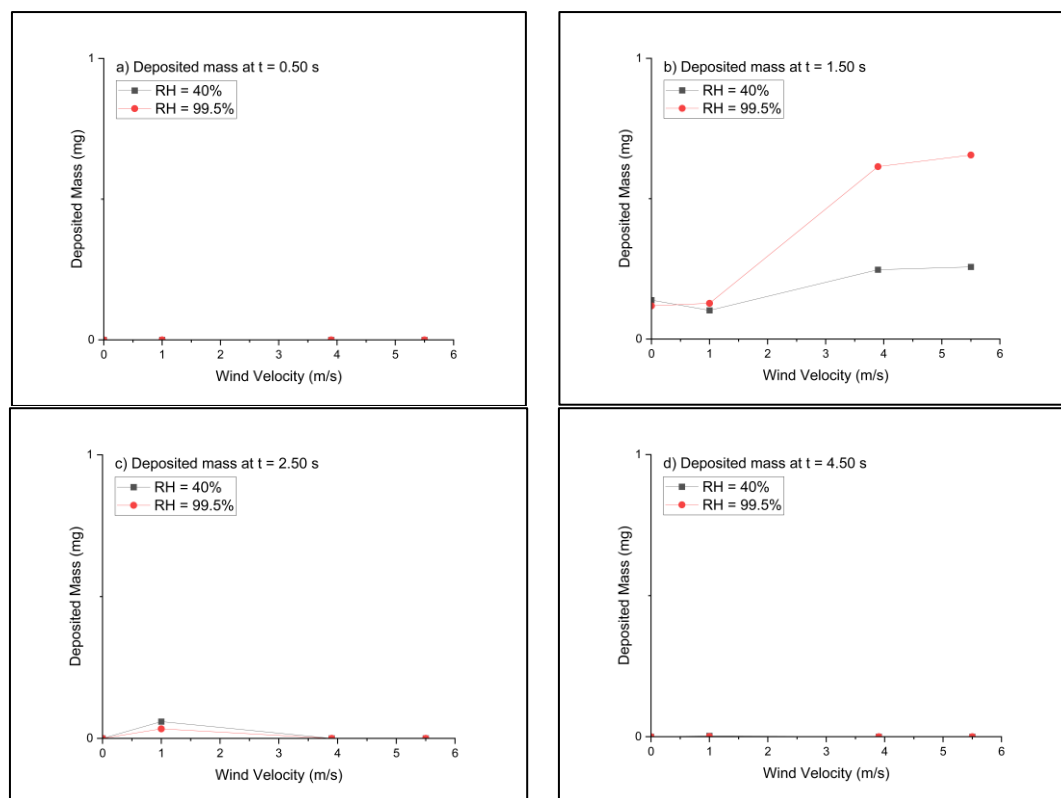 a) Deposited mass at t = 0.50 s
RH = 40%
RH = 99.5%
Deposited Mass (mg)
1
0
0 1 2 3 4 5 6
Wind Velocity (m/s)
b) Deposited mass at t = 1.50 s
RH = 40%
RH = 99.5%
Deposited Mass (mg)
1
0
0 1 2 3 4 5 6
Wind Velocity (m/s)
c) Deposited mass at t = 2.50 s
RH = 40%
RH = 99.5%
Deposited Mass (mg)
1
0
0 1 2 3 4 5 6
Wind Velocity (m/s)
d) Deposited mass at t = 4.50 s
RH = 40%
RH = 99.5%
Deposited Mass (mg)
1
0
0 1 2 3 4 5 6
Wind Velocity (m/s)